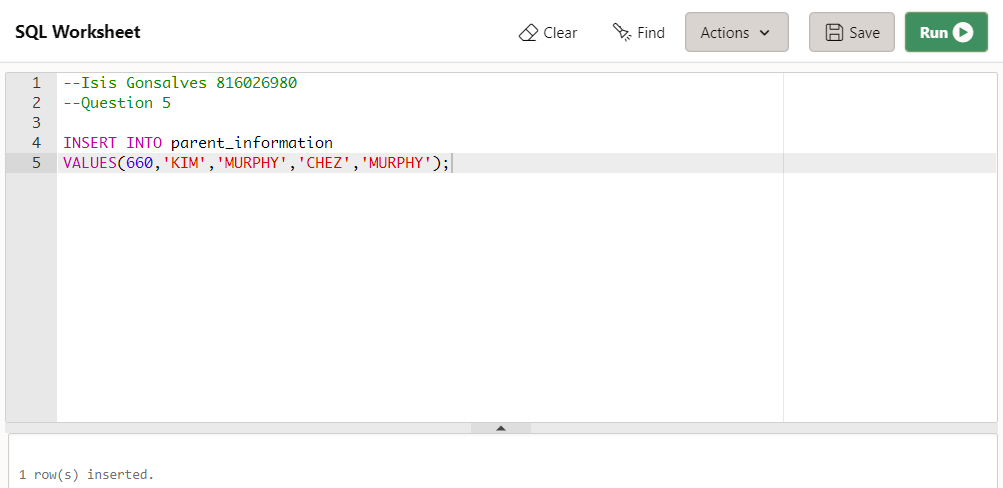 SQL Worksheet Clear Find Actions Save Run
1 --Isis Gonsalves 816026980
2 --Question 5
3
4 INSERT INTO parent_information
5 VALUES(660,'KIM','MURPHY','CHEZ','MURPHY');
1 row(s) inserted.